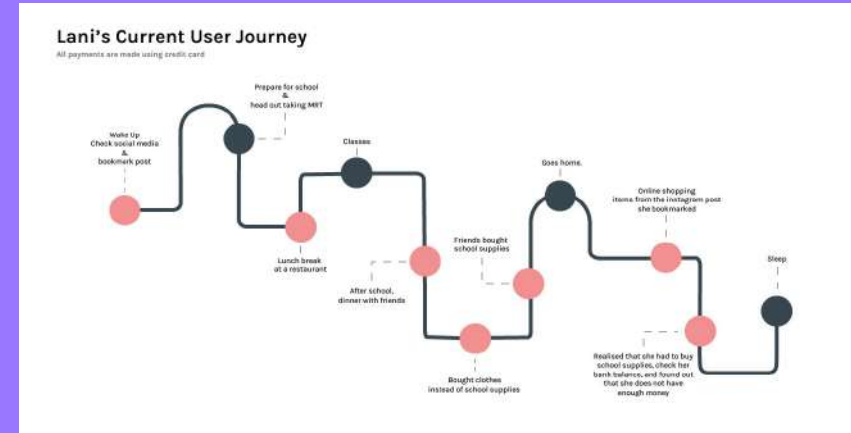 Lani's Current User Journey
All payments are made using credit card
Prepare for school
&
head out taking MRT
Wake Up
Check social media
&
bookmark post
Classes
Goes home.
Online shopping
items from the instagram post
she bookmarked
Friends bought
school supplies
Lunch break
at a restaurant
Sleep
After school,
dinner with friends
Realised that she had to buy
school supplies, check her
bank balance, and found out
that she does not have
enough money
Bought clothes
instead of school supplies